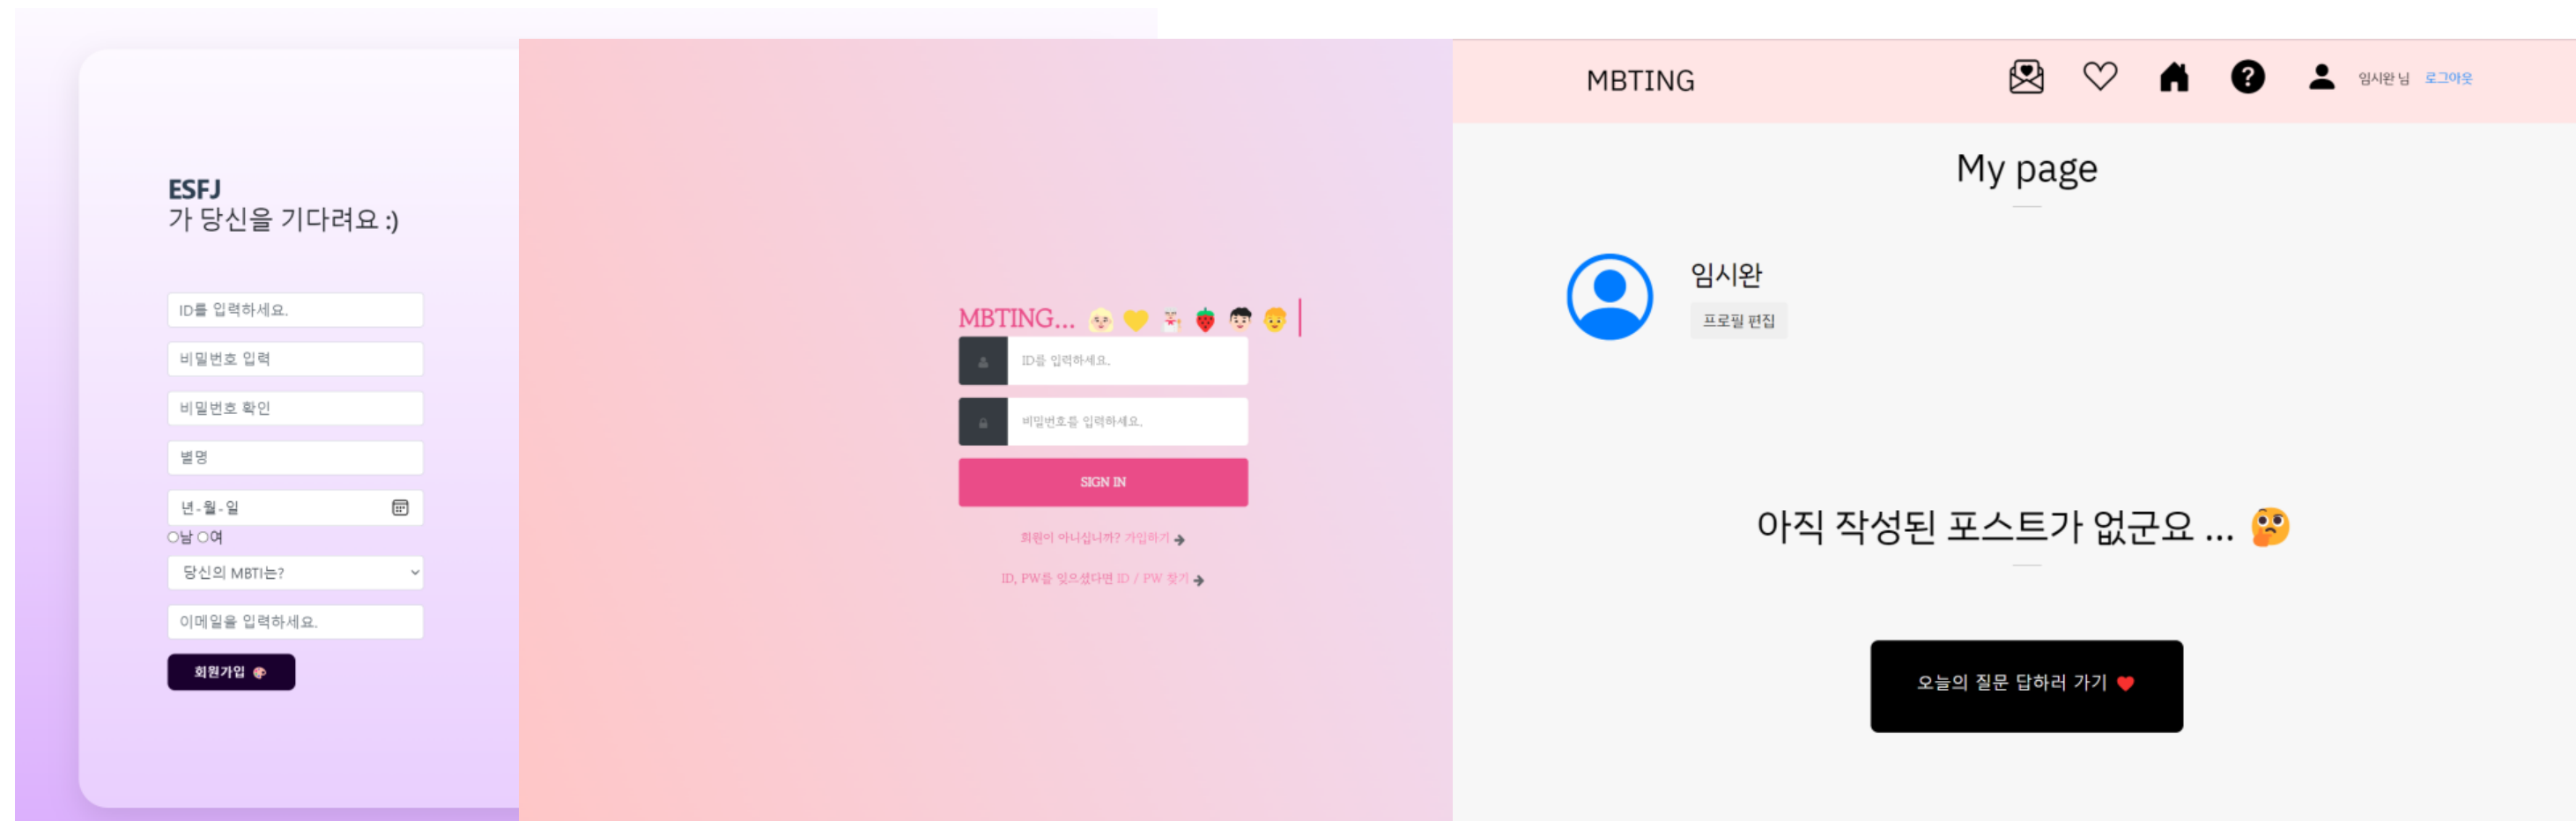 ESFJ
가 당신을 기다려요 :)
ID를 입력하세요.
비밀번호 입력
비밀번호 확인
별명
년-월-일
남 여
당신의 MBTI는?
이메일을 입력하세요.
회원가입
MBTING...
ID를 입력하세요.
비밀번호를 입력하세요.
SIGN IN
회원이 아니십니까? 가입하기
ID, PW를 잊으셨다면 ID / PW 찾기
MBTING
임시완 님 로그아웃
My page
임시완
프로필 편집
아직 작성된 포스트가 없군요 ... 🤔
오늘의 질문 답하러 가기 ♥